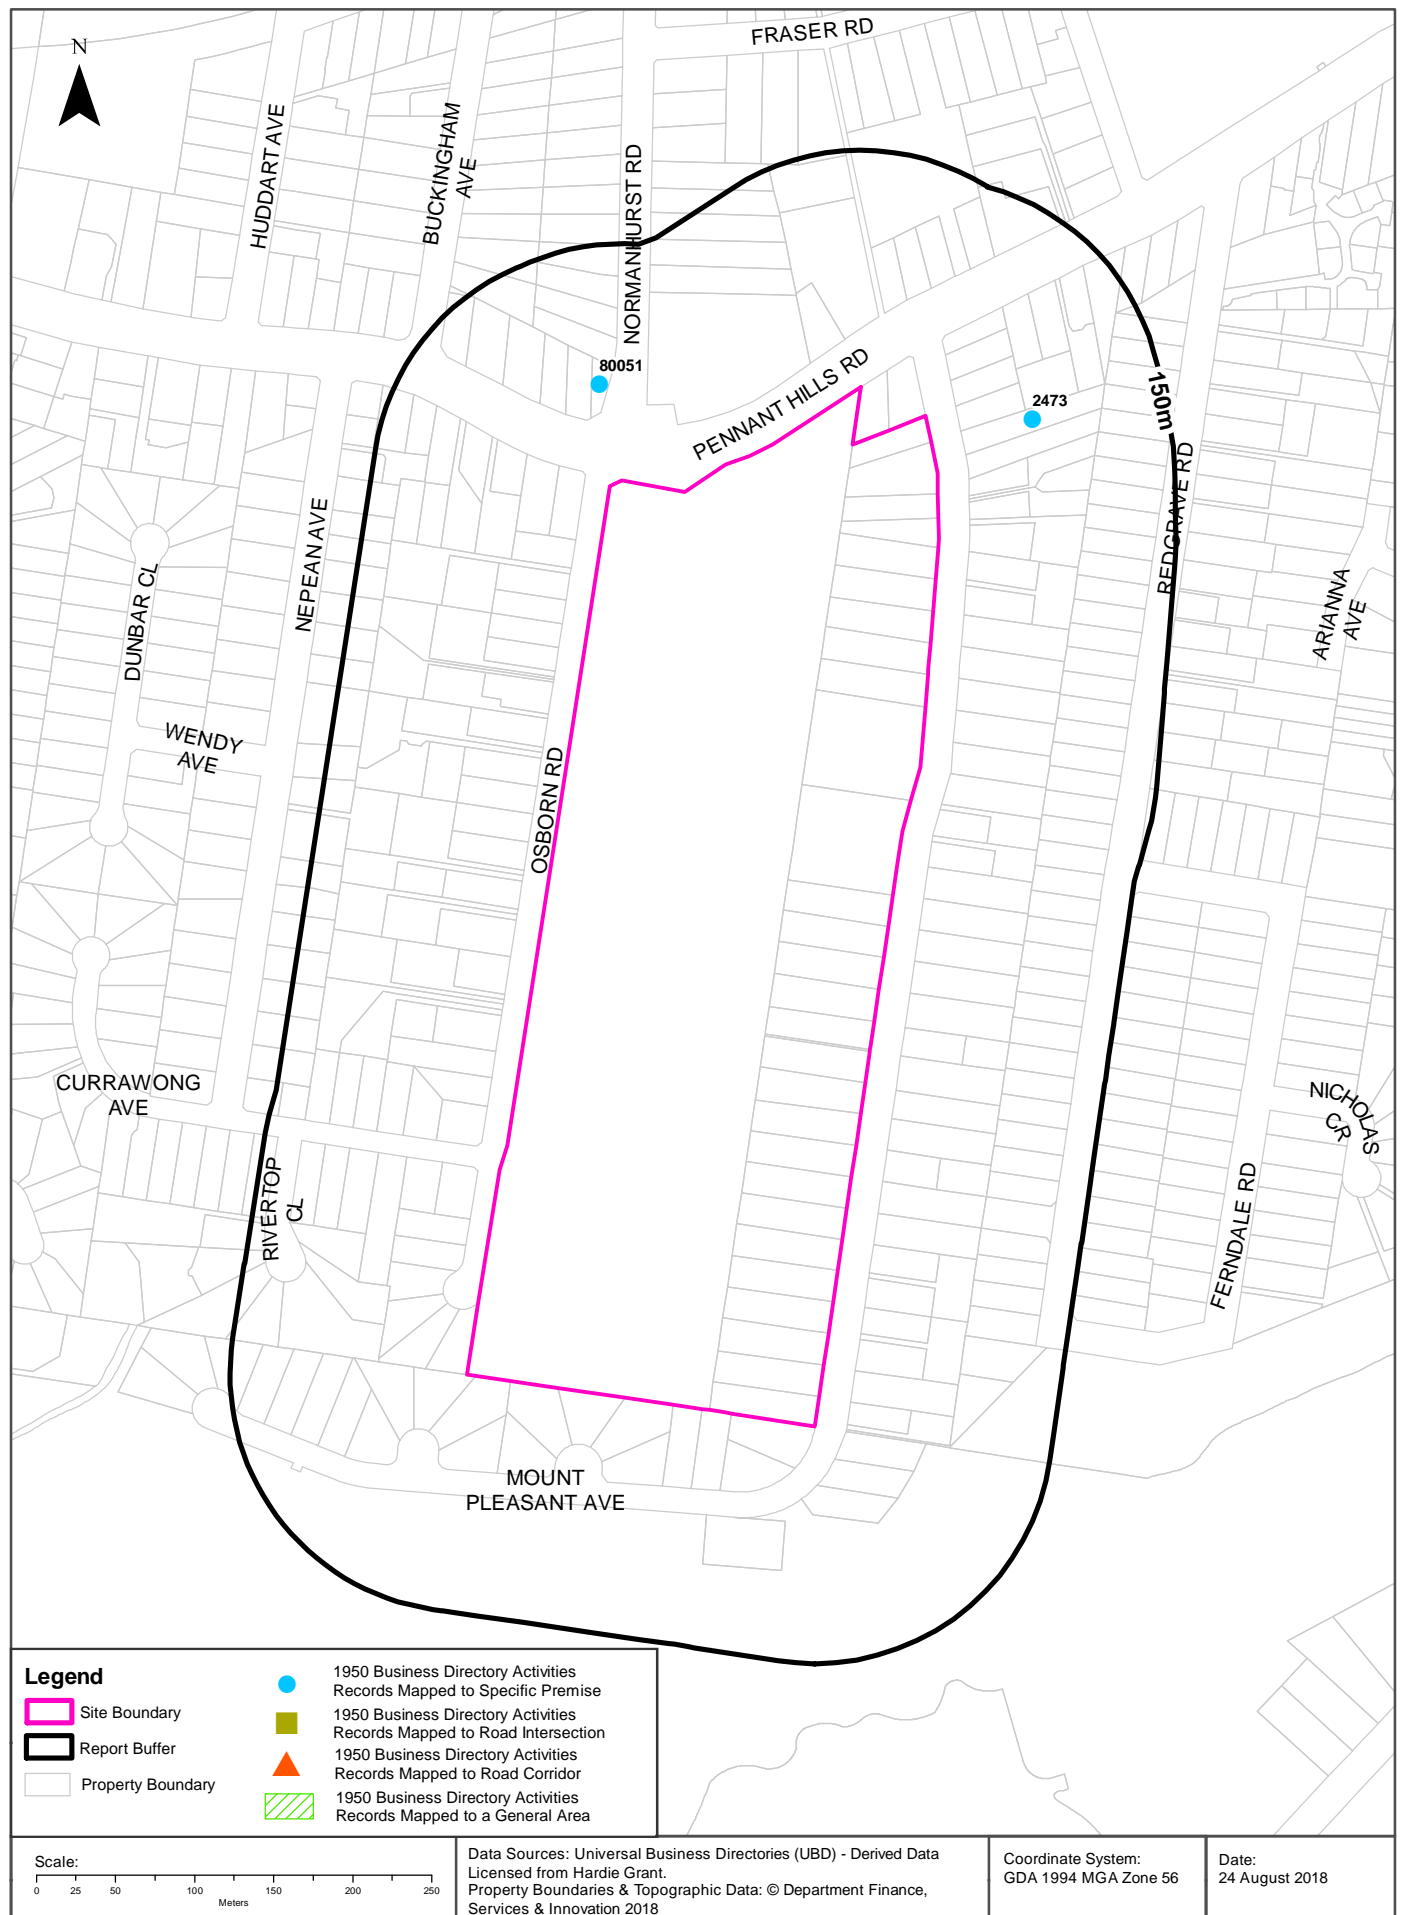 FRASER RD
N
HUDDART AVE
BUCKINGHAM
AVE
NORMANHURST RD
80051
PENNANT HILLS RD
2473
150m
REDGRAVE RD
NEPEAN AVE
DUNBAR CL
ARIANNA
AVE
WENDY
AVE
OSBORN RD
CURRAWONG
AVE
NICHOLAS
CR
RIVERTOP
CL
FERNDALE RD
MOUNT
PLEASANT AVE
Legend
Site Boundary
Report Buffer
Property Boundary
1950 Business Directory Activities
Records Mapped to Specific Premise
1950 Business Directory Activities
Records Mapped to Road Intersection
1950 Business Directory Activities
Records Mapped to Road Corridor
1950 Business Directory Activities
Records Mapped to a General Area
Scale:
0 25 50 100 150 200 250
Meters
Data Sources: Universal Business Directories (UBD) - Derived Data
Licensed from Hardie Grant.
Property Boundaries & Topographic Data: © Department Finance,
Services & Innovation 2018
Coordinate System:
GDA 1994 MGA Zone 56
Date:
24 August 2018